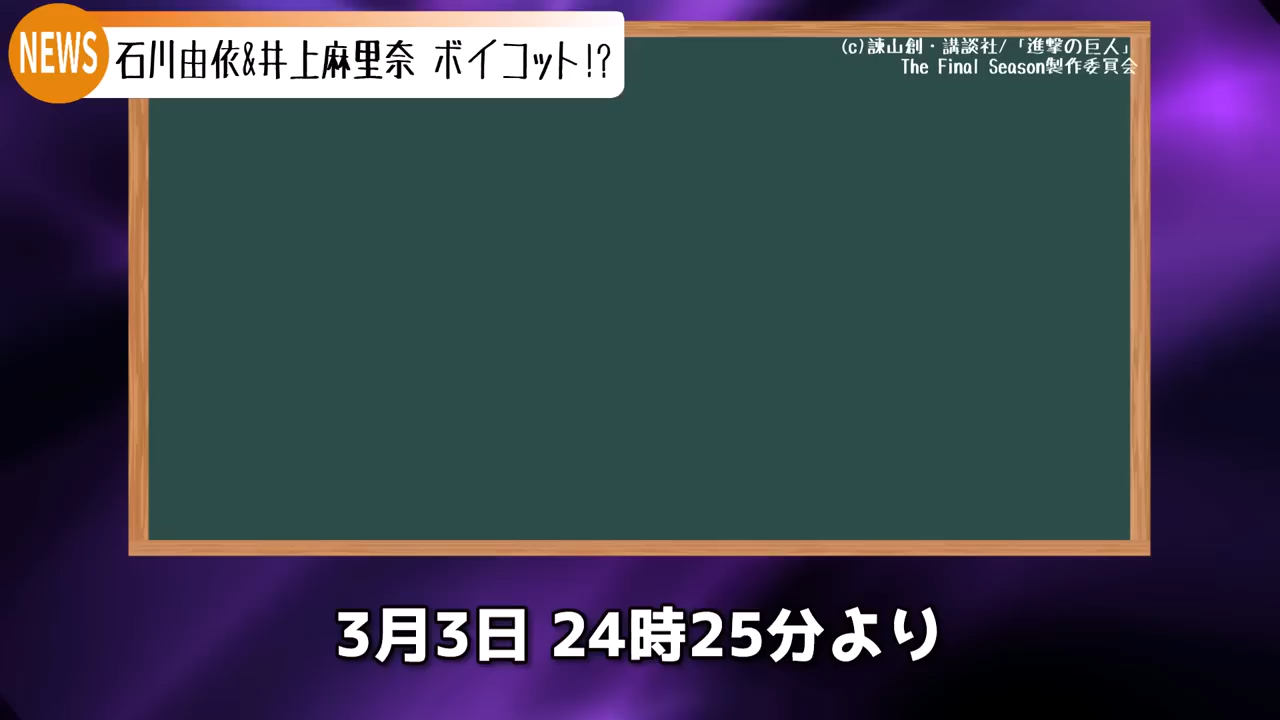 NEWS
石川由依&井上麻里奈 ボイコット!?
(c)諫山創・講談社/「進撃の巨人」
The Final Season製作委員会
3月3日 24時25分より